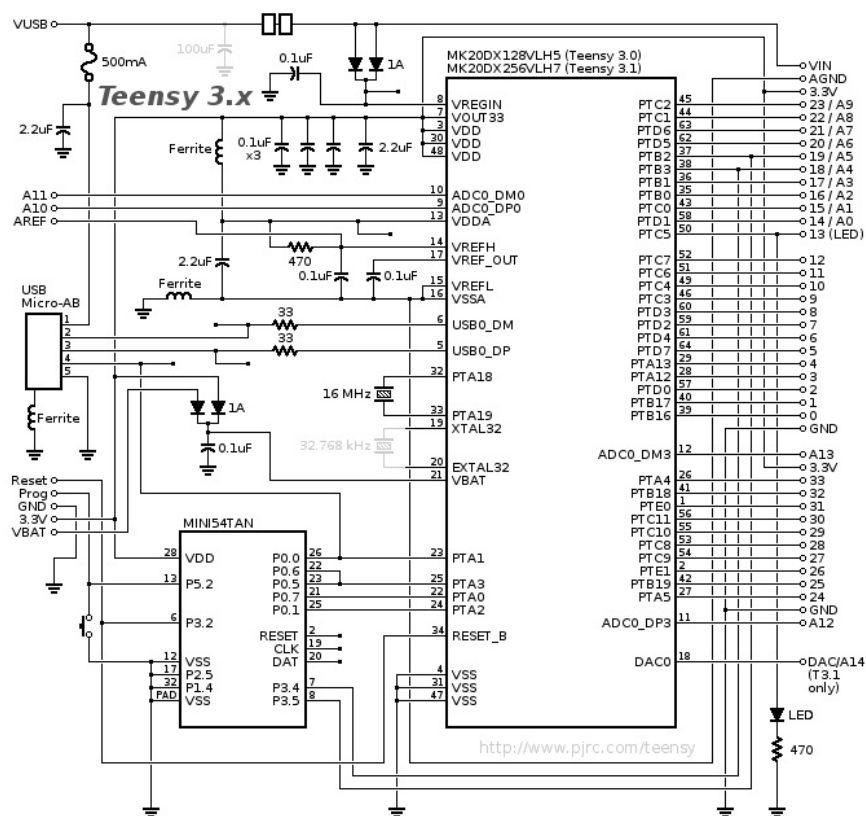 VUSB
500mA
100uF
0.1uF
1A
MK20DX128VLH5 (Teensy 3.0)
MK20DX256VLH7 (Teensy 3.1)
Teensy 3.x
2.2uF
Ferrite
0.1uF
x3
2.2uF
8 VREGIN
7 VOUT33
3 VDD
30 VDD
48 VDD
A11
A10
AREF
10 ADC0_DM0
9 ADC0_DP0
13 VDDA
14 VREFH
17 VREF_OUT
470
2.2uF
0.1uF
0.1uF
15 VREFL
16 VSSA
Ferrite
USB
Micro-AB
1
2
3
4
5
33
6 USB0_DM
33
5 USB0_DP
Ferrite
1A
0.1uF
32 PTA18
16 MHz
33 PTA19
19 XTAL32
32.768 kHz
20 EXTAL32
21 VBAT
Reset
Prog
GND
3.3V
VBAT
MINI54TAN
28 VDD
13 P5.2
6 P3.2
12 VSS
17 P2.5
32 P1.4
PAD VSS
P0.0 26
P0.6 22
P0.5 23
P0.7 21
P0.1 25
RESET 2
CLK 19
DAT 20
P3.4 7
P3.5 8
23 PTA1
25 PTA3
22 PTA0
24 PTA2
34 RESET_B
4 VSS
31 VSS
47 VSS
VIN
AGND
3.3V
PTC2 45 23 / A9
PTC1 44 22 / A8
PTD6 63 21 / A7
PTD5 62 20 / A6
PTB2 37 19 / A5
PTB3 38 18 / A4
PTB1 36 17 / A3
PTB0 35 16 / A2
PTC0 43 15 / A1
PTD1 58 14 / A0
PTC5 50 13 (LED)
PTC7 52 12
PTC6 51 11
PTC4 49 10
PTC3 46 9
PTD3 60 8
PTD2 59 7
PTD4 61 6
PTD7 64 5
PTA13 29 4
PTA12 28 3
PTD0 57 2
PTB17 40 1
PTB16 39 0
GND
ADC0_DM3 12 A13
3.3V
PTA4 26 33
PTB18 41 32
PTE0 1 31
PTC11 56 30
PTC10 55 29
PTC8 53 28
PTC9 54 27
PTE1 2 26
PTB19 42 25
PTA5 27 24
GND
ADC0_DP3 11 A12
DAC0 18 DAC/A14
(T3.1
only)
LED
470
http://www.pjrc.com/teensy